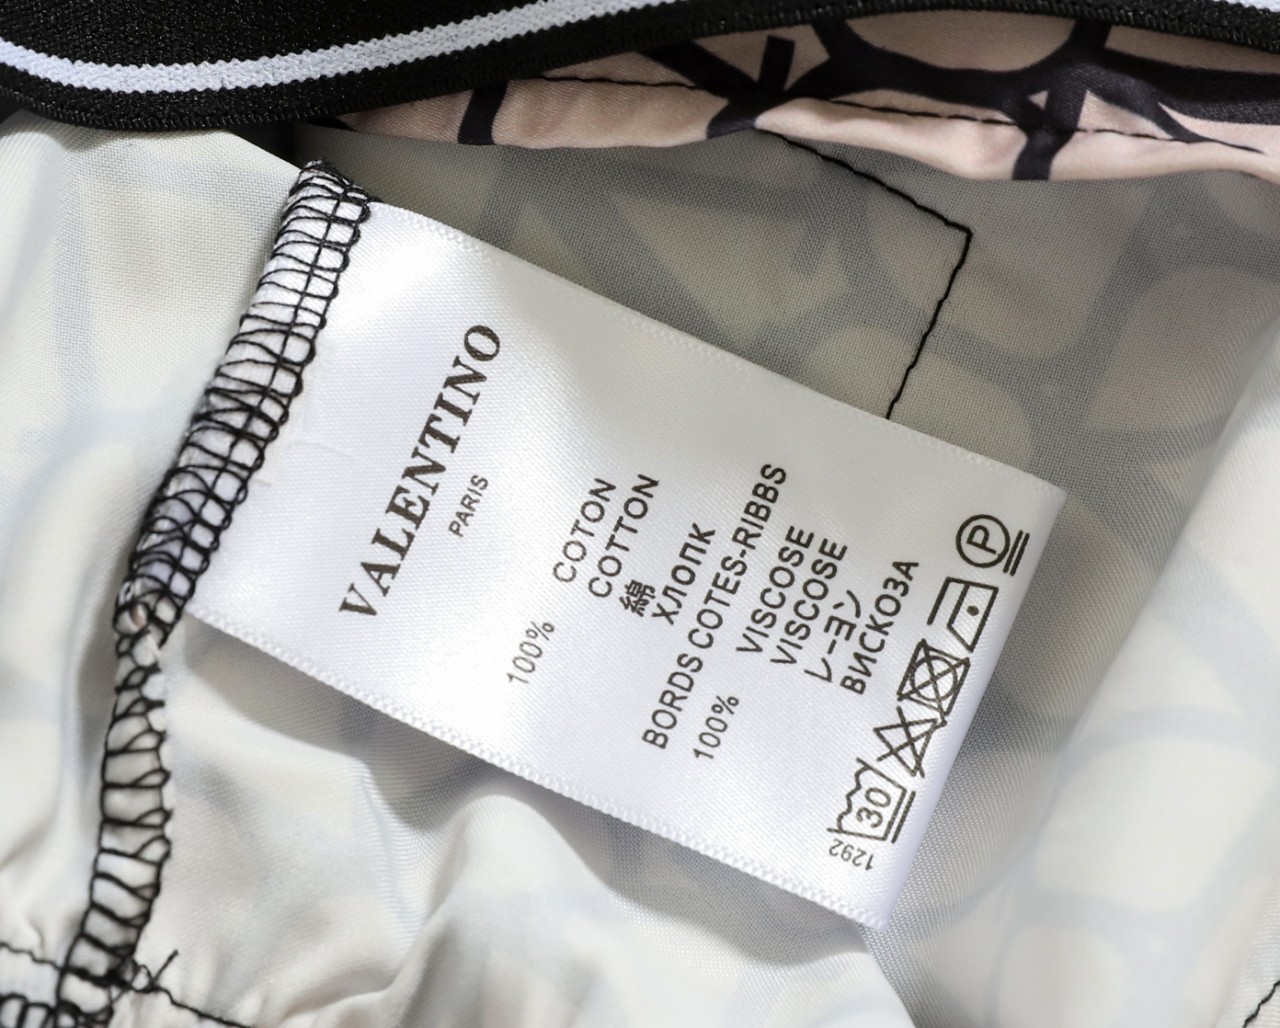 VALENTINO
PARIS
100% COTON
COTTON
綿
ХЛОПК
BORDS COTES-RIBBS
100% VISCOSE
VISCOSE
レーヨン
ВИСКОЗА
30
P
1292